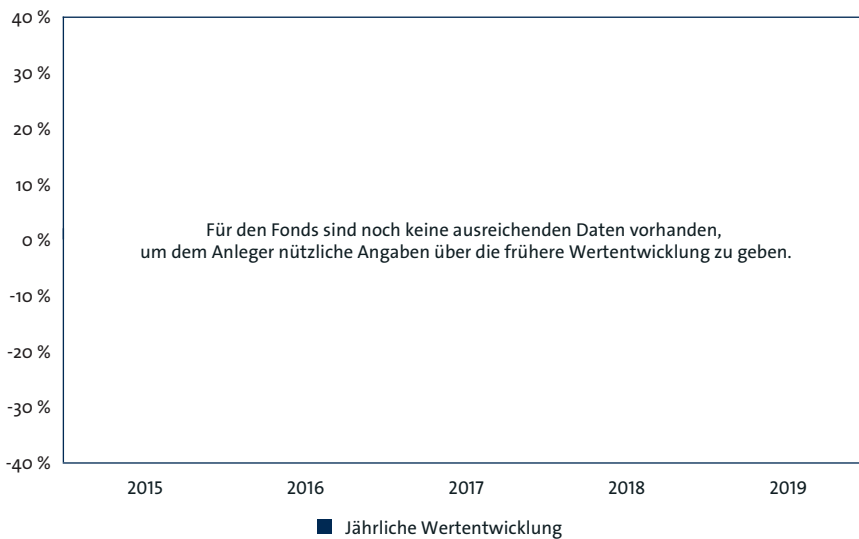 40 %
30 %
20 %
10 %
0 %
-10 %
-20 %
-30 %
-40 %
Für den Fonds sind noch keine ausreichenden Daten vorhanden,
um dem Anleger nützliche Angaben über die frühere Wertentwicklung zu geben.
2015 2016 2017 2018 2019
Jährliche Wertentwicklung